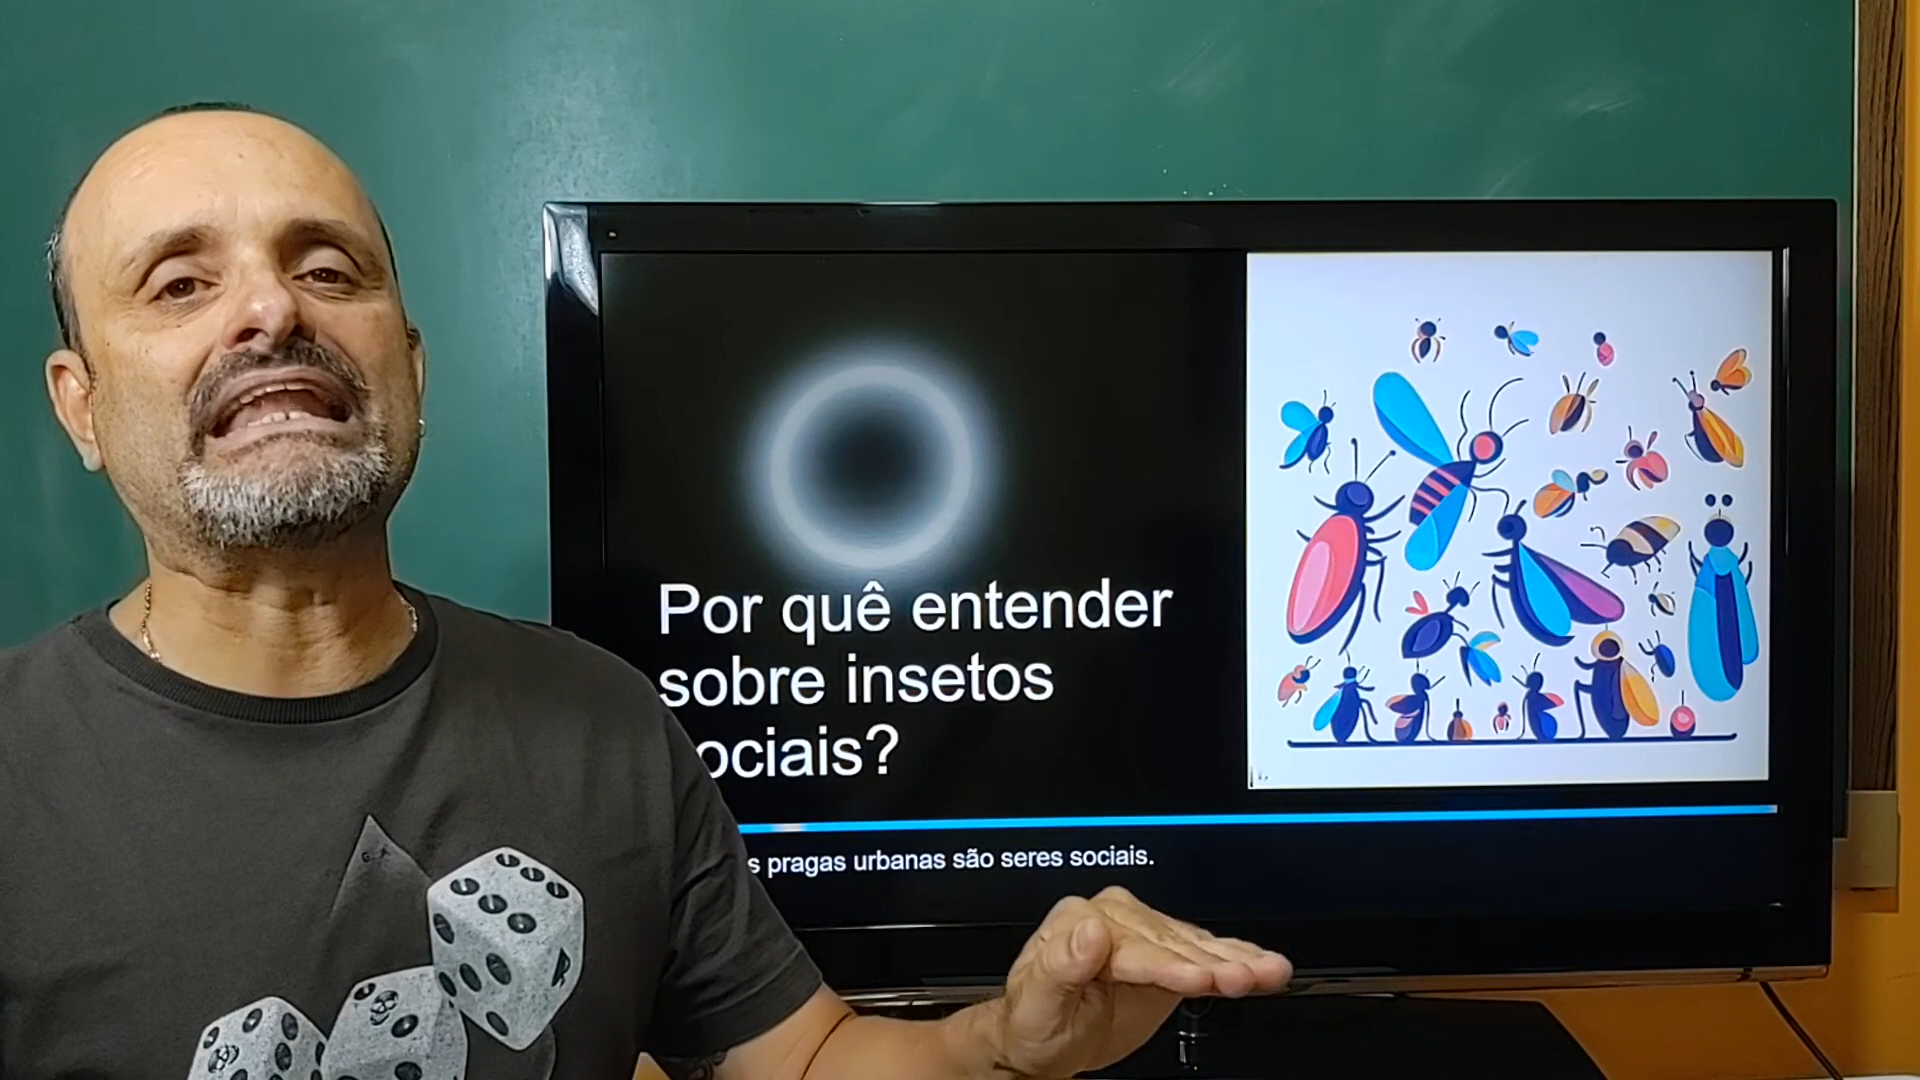 Por quê entender
sobre insetos
ociais?
s pragas urbanas são seres sociais.